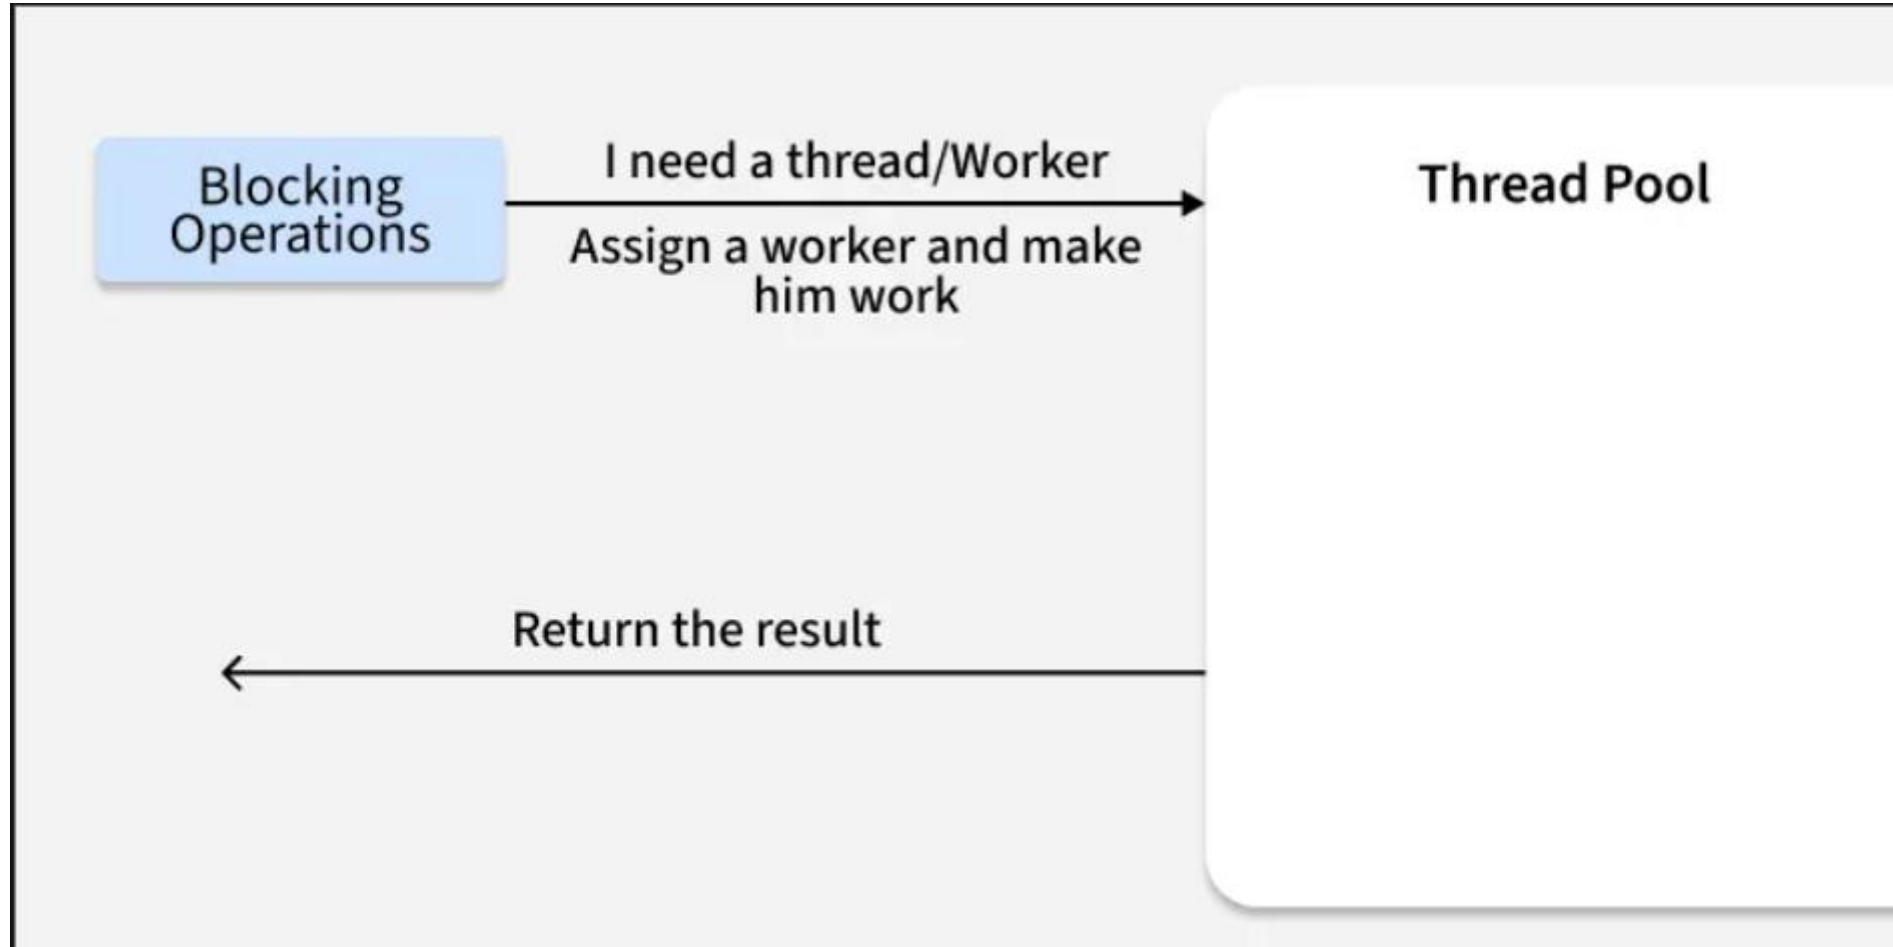 Blocking
Operations
I need a thread/Worker
Assign a worker and make
him work
Thread Pool
Return the result